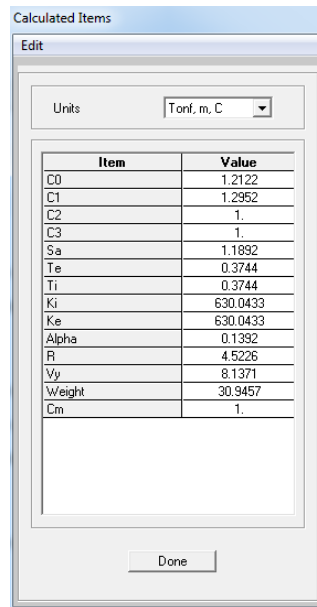 Calculated Items
Edit
Units Tonf, m, C
Item Value
C0 1.2122
C1 1.2952
C2 1.
C3 1.
Sa 1.1892
Te 0.3744
Ti 0.3744
Ki 630.0433
Ke 630.0433
Alpha 0.1392
R 4.5226
Vy 8.1371
Weight 30.9457
Cm 1.
Done